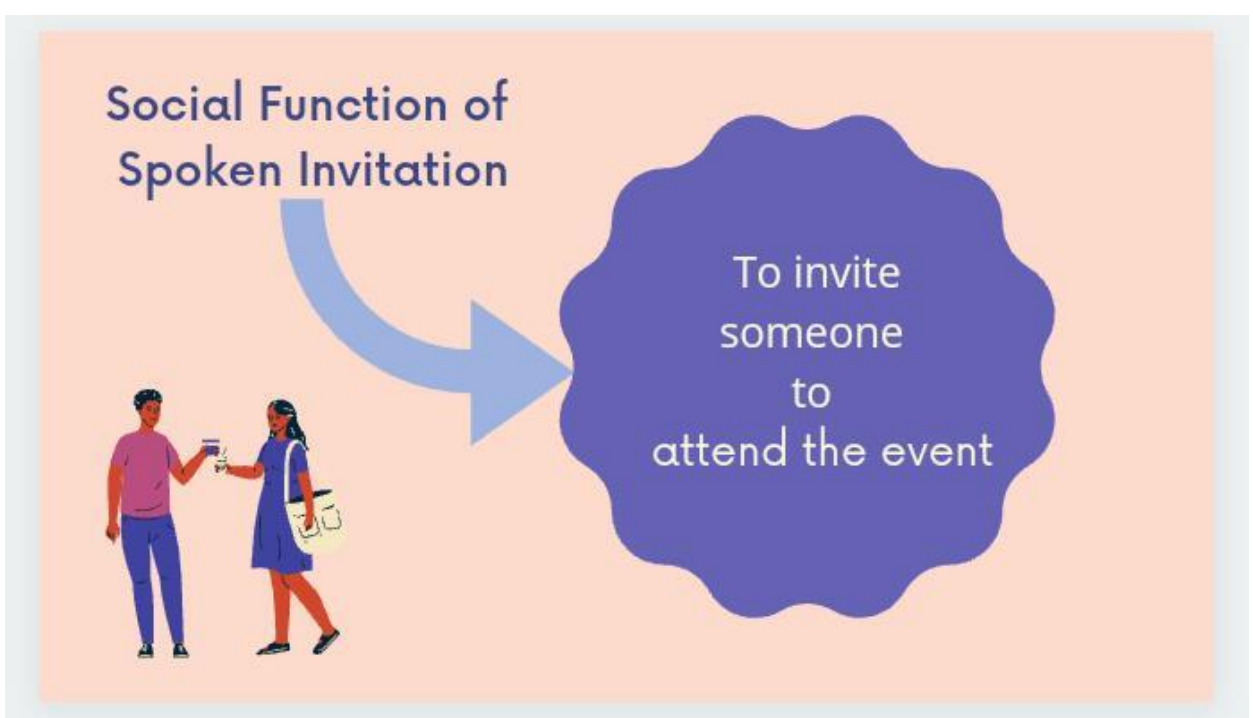 Social Function of
Spoken Invitation
To invite
someone
to
attend the event